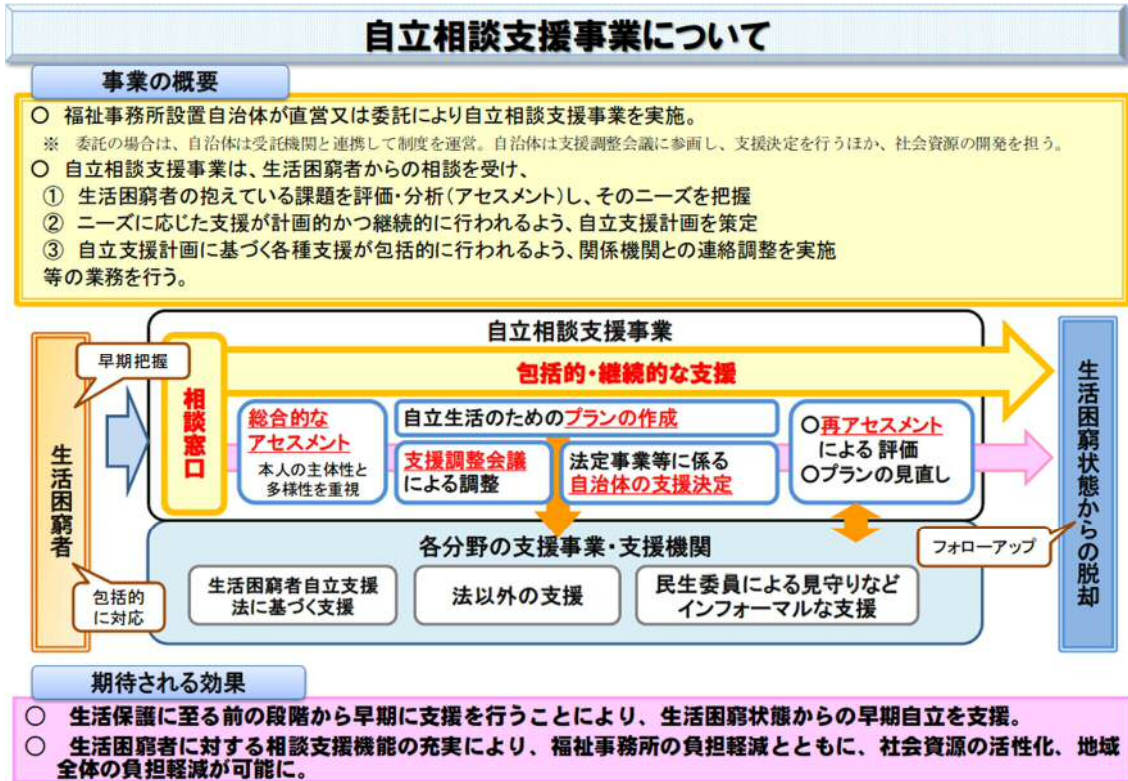 自立相談支援事業について
事業の概要
○ 福祉事務所設置自治体が直営又は委託により自立相談支援事業を実施。
※ 委託の場合は、自治体は受託機関と連携して制度を運営。自治体は支援調整会議に参画し、支援決定を行うほか、社会資源の開発を担う。
○ 自立相談支援事業は、生活困窮者からの相談を受け、
① 生活困窮者の抱えている課題を評価・分析(アセスメント)し、そのニーズを把握
② ニーズに応じた支援が計画的かつ継続的に行われるよう、自立支援計画を策定
③ 自立支援計画に基づく各種支援が包括的に行われるよう、関係機関との連絡調整を実施
等の業務を行う。
生活困窮者
早期把握
包括的
に対応
自立相談支援事業
相談窓口
包括的・継続的な支援
総合的な
アセスメント
本人の主体性と
多様性を重視
自立生活のためのプランの作成
支援調整会議
による調整
法定事業等に係る
自治体の支援決定
○再アセスメント
による 評価
○プランの見直し
各分野の支援事業・支援機関
生活困窮者自立支援
法に基づく支援
法以外の支援
民生委員による見守りなど
インフォーマルな支援
フォローアップ
生活困窮状態からの脱却
期待される効果
○ 生活保護に至る前の段階から早期に支援を行うことにより、生活困窮状態からの早期自立を支援。
○ 生活困窮者に対する相談支援機能の充実により、福祉事務所の負担軽減とともに、社会資源の活性化、地域
全体の負担軽減が可能に。